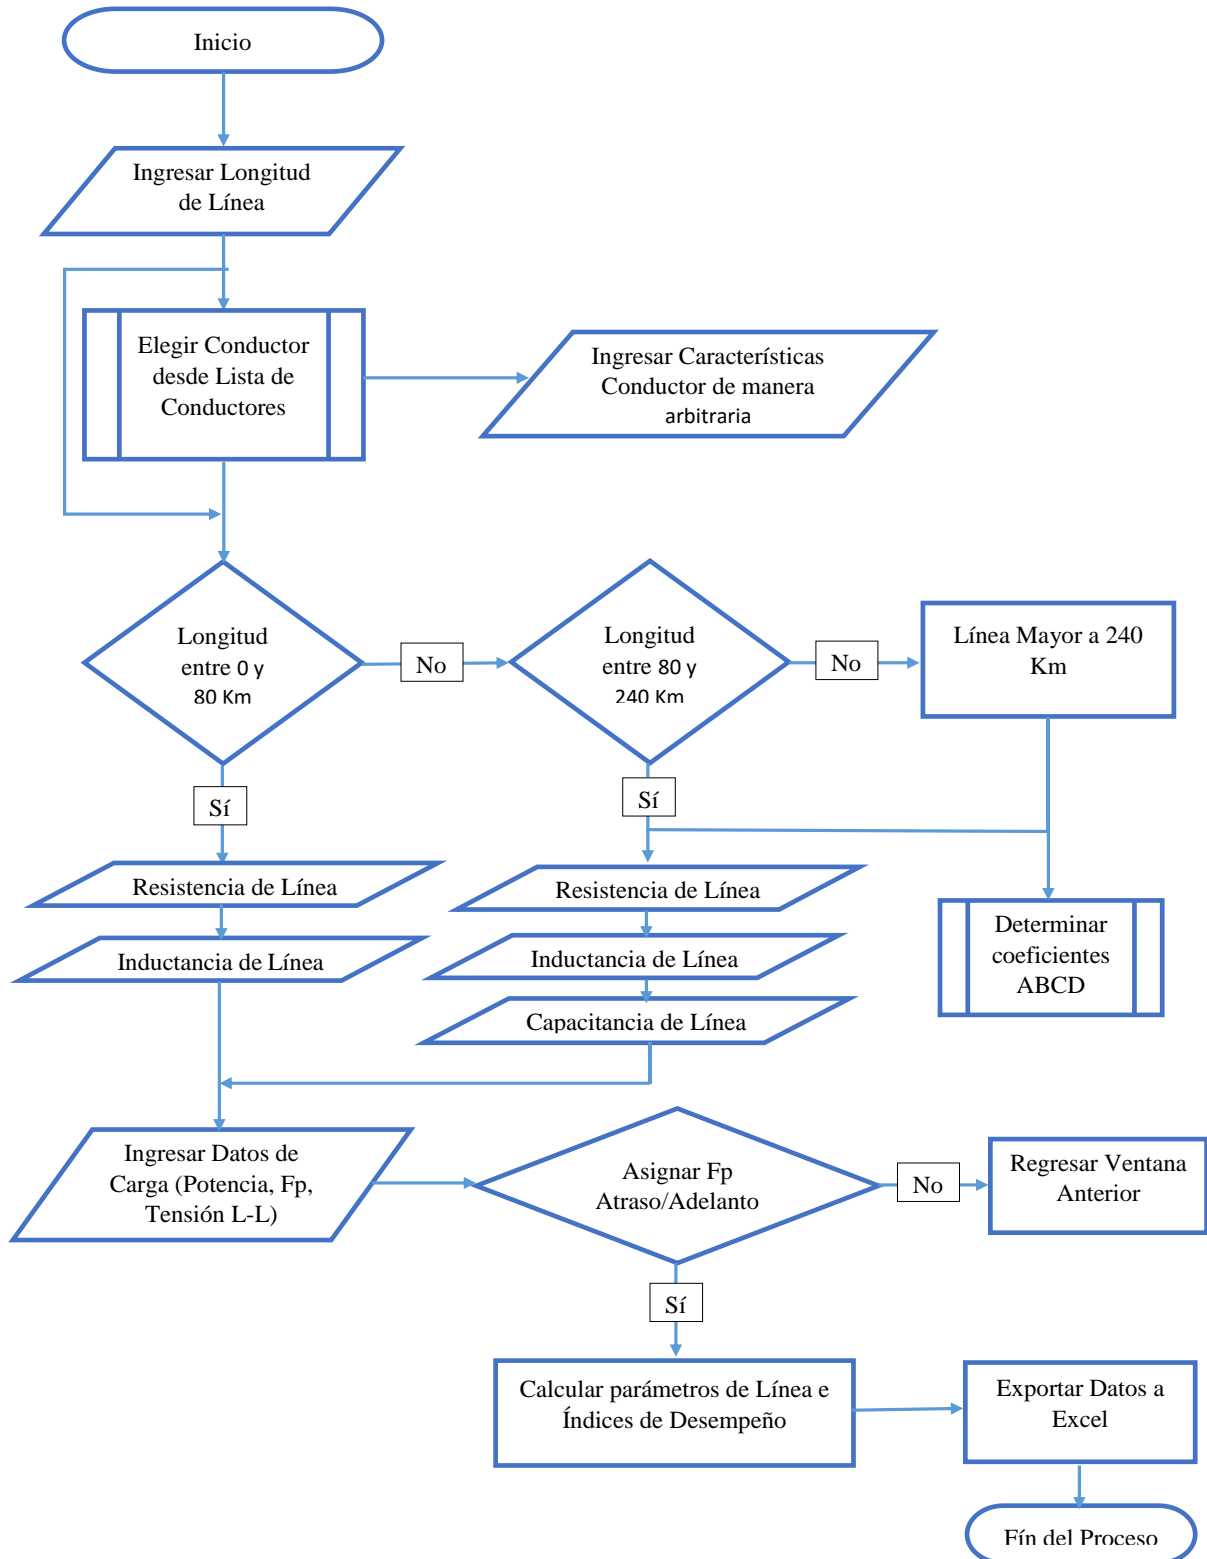 Inicio
Ingresar Longitud
de Línea
Elegir Conductor
desde Lista de
Conductores
Ingresar Características
Conductor de manera
arbitraria
Longitud
entre 0 y
80 Km
No
Longitud
entre 80 y
240 Km
No
Línea Mayor a 240
Km
Sí
Sí
Resistencia de Línea
Inductancia de Línea
Resistencia de Línea
Inductancia de Línea
Capacitancia de Línea
Determinar
coeficientes
ABCD
Ingresar Datos de
Carga (Potencia, Fp,
Tensión L-L)
Asignar Fp
Atraso/Adelanto
No
Regresar Ventana
Anterior
Sí
Calcular parámetros de Línea e
Índices de Desempeño
Exportar Datos a
Excel
Fín del Proceso